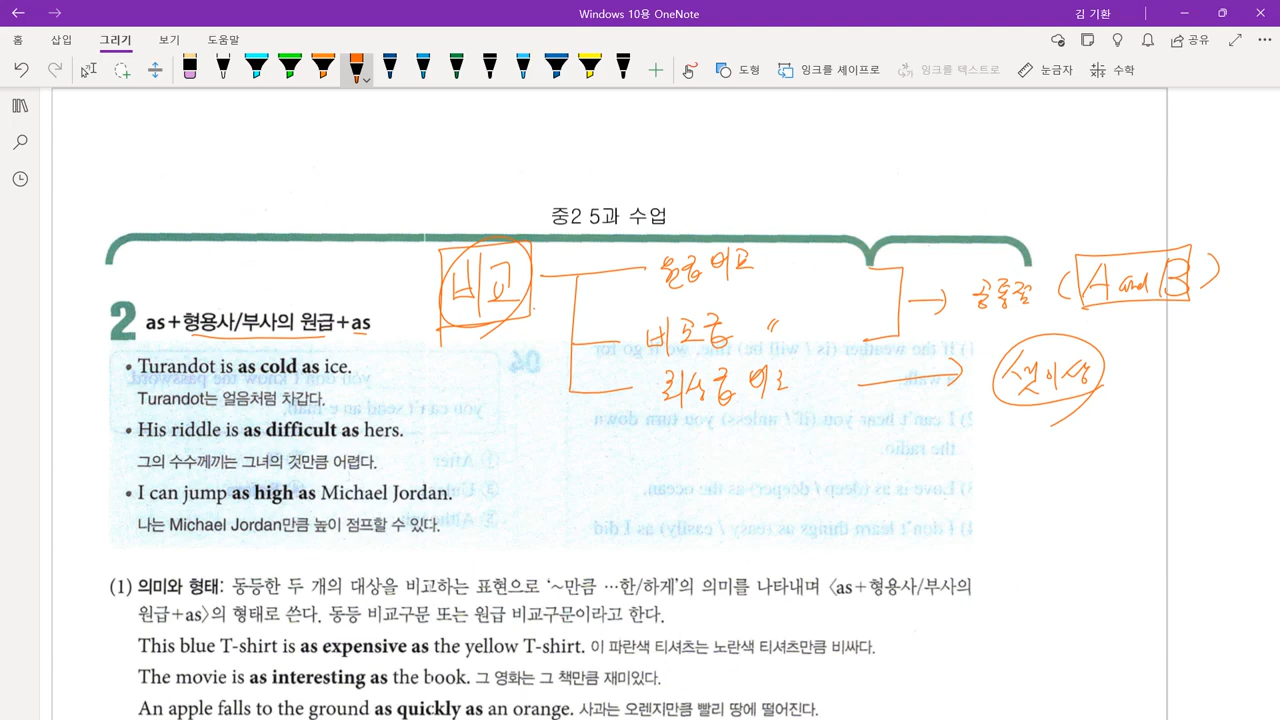 Windows 10용 OneNote
김 기환
홈 삽입 그리기 보기 도움말
공유
도형 잉크를 셰이프로 잉크를 텍스트로 눈금자 수학
중2 5과 수업
비교
원급 비교
비교급 〃
최상급 비교
공통점 (A and B)
셋 이상
2 as+형용사/부사의 원급+as
• Turandot is as cold as ice.
Turandot는 얼음처럼 차갑다.
• His riddle is as difficult as hers.
그의 수수께끼는 그녀의 것만큼 어렵다.
• I can jump as high as Michael Jordan.
나는 Michael Jordan만큼 높이 점프할 수 있다.
(1) 의미와 형태: 동등한 두 개의 대상을 비교하는 표현으로 ‘~만큼 …한/하게’의 의미를 나타내며 〈as+형용사/부사의
원급+as〉의 형태로 쓴다. 동등 비교구문 또는 원급 비교구문이라고 한다.
This blue T-shirt is as expensive as the yellow T-shirt. 이 파란색 티셔츠는 노란색 티셔츠만큼 비싸다.
The movie is as interesting as the book. 그 영화는 그 책만큼 재미있다.
An apple falls to the ground as quickly as an orange. 사과는 오렌지만큼 빨리 땅에 떨어진다.